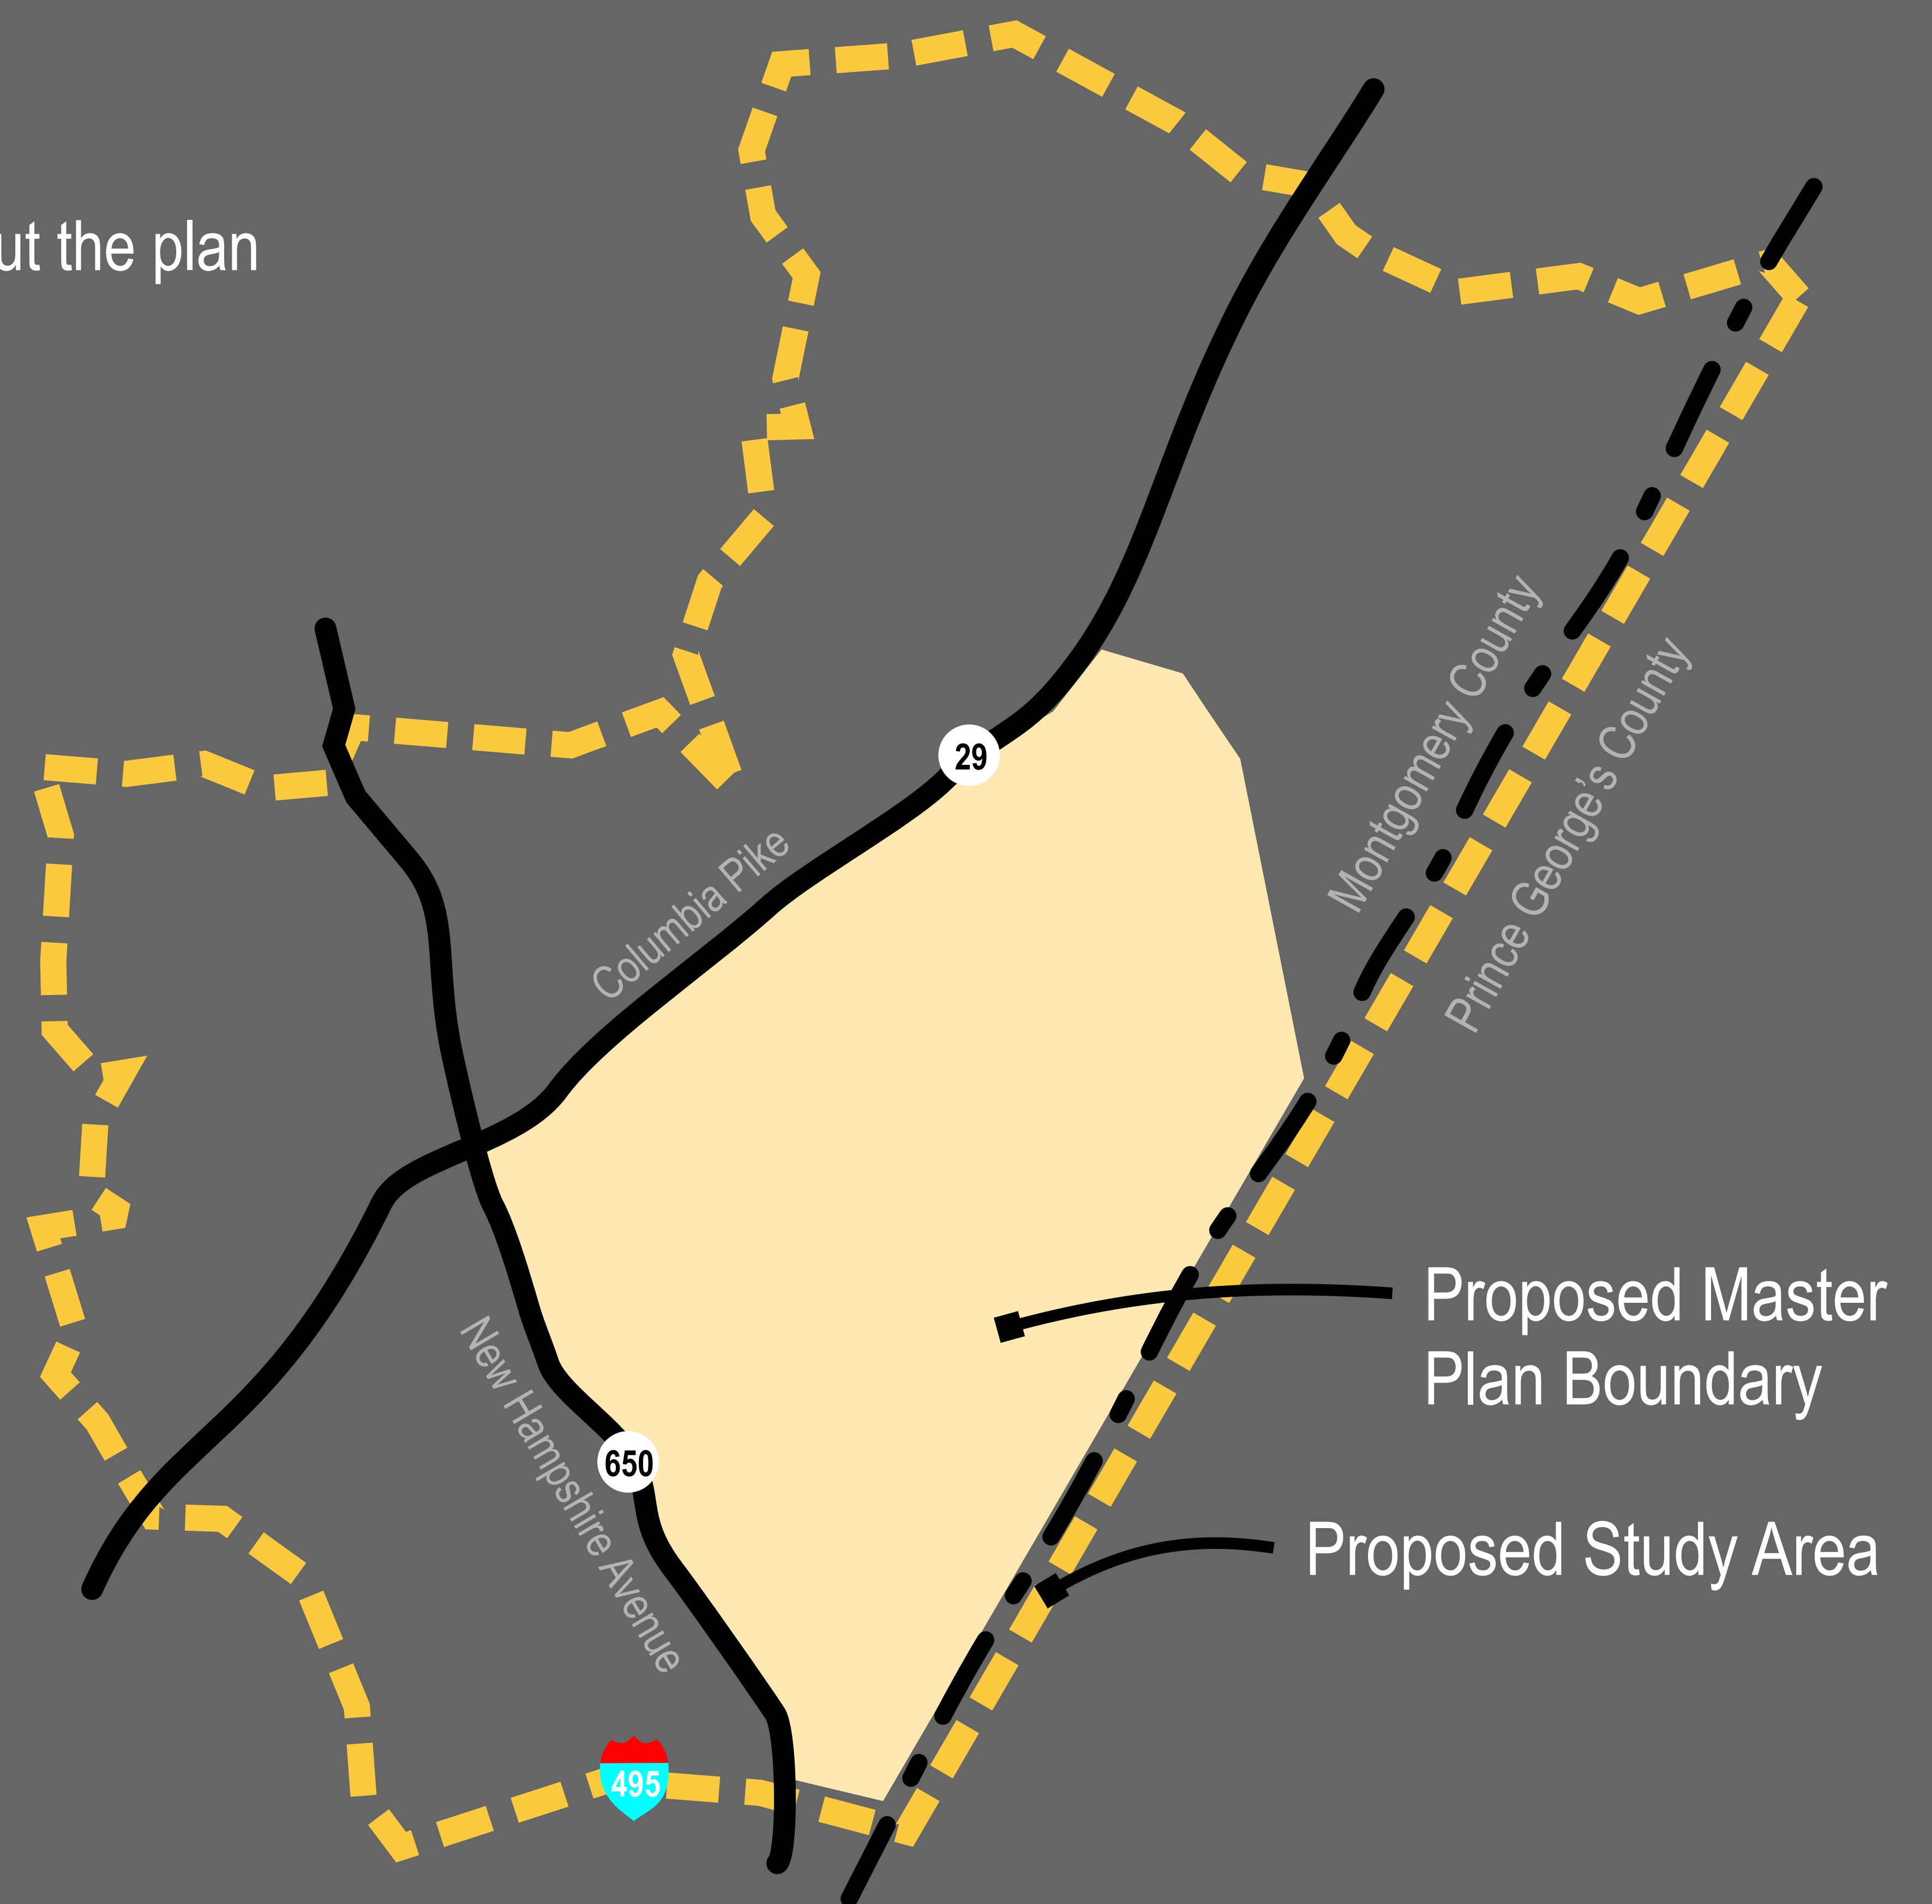 the plan
29
Montgomery County
Prince George's County
Columbia Pike
Proposed Master
Plan Boundary
New Hampshire Avenue
650
Proposed Study Area
495